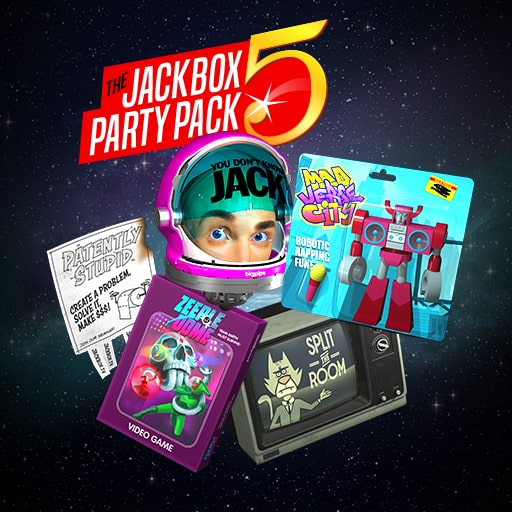 THE
JACKBOX
PARTY PACK 5
YOU DON'T KNOW
JACK
bigpips
MAD
VERSE
CITY
ROBOTIC
RAPPING
FUN!
PATENTLY
STUPID.
CREATE A PROBLEM.
SOLVE IT.
MAKE $$$!
ZEEPLE
DOME
VIDEO GAME
SPLIT
THE
ROOM